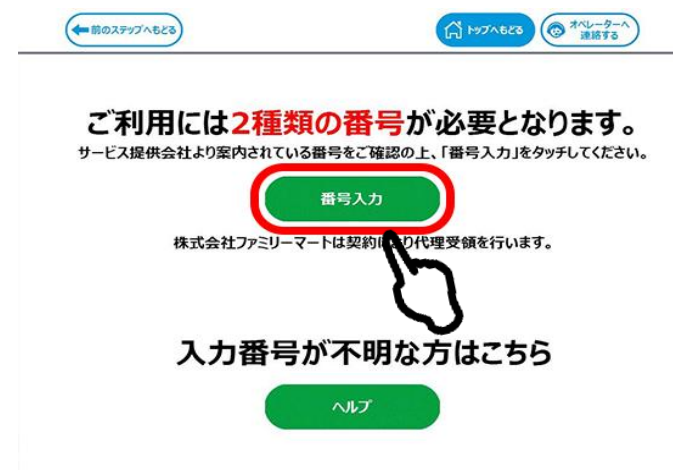 前のステップへもどる
トップへもどる
オペレーターへ
連絡する
ご利用には2種類の番号が必要となります。
サービス提供会社より案内されている番号をご確認の上、「番号入力」をタッチしてください。
番号入力
株式会社ファミリーマートは契約により代理受領を行います。
入力番号が不明な方はこちら
ヘルプ